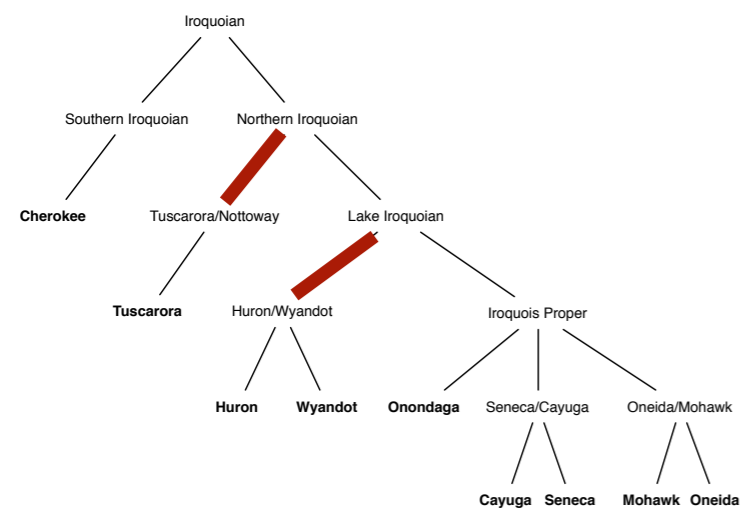 Iroquoian
Southern Iroquoian
Northern Iroquoian
Cherokee
Tuscarora/Nottoway
Lake Iroquoian
Tuscarora
Huron/Wyandot
Iroquois Proper
Huron
Wyandot
Onondaga
Seneca/Cayuga
Oneida/Mohawk
Cayuga
Seneca
Mohawk
Oneida